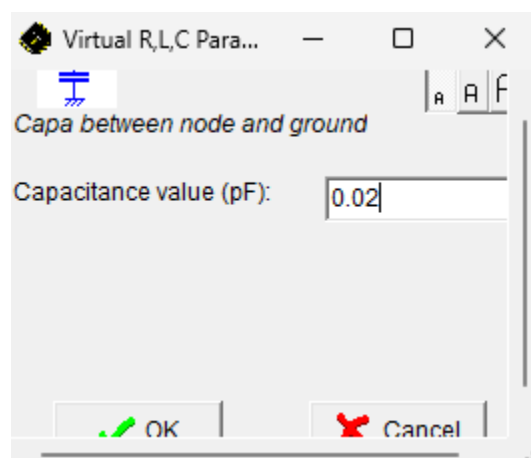 Virtual R,L,C Para...
A A
Capa between node and ground
Capacitance value (pF):
0.02
OK
Cancel